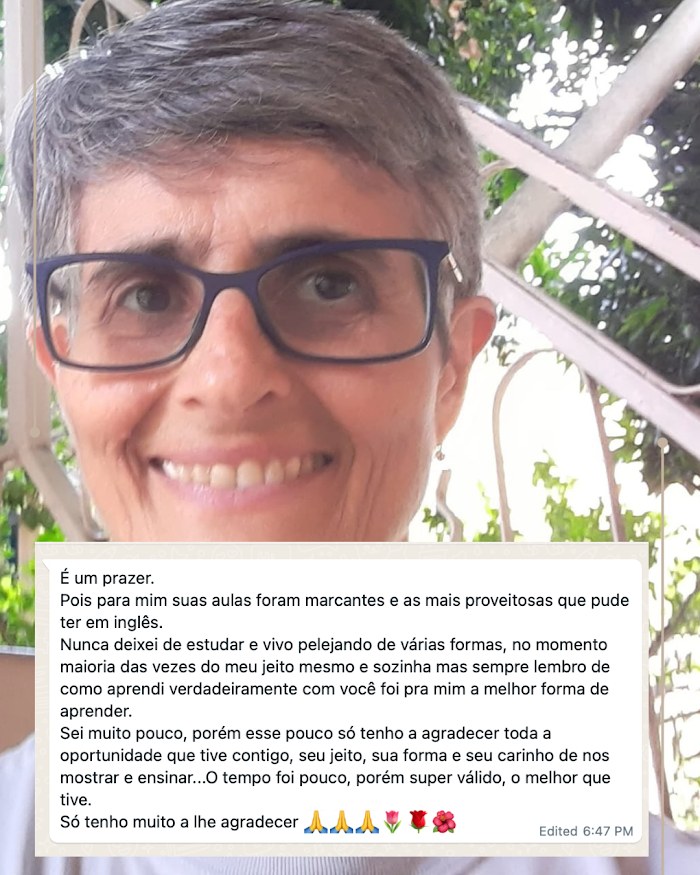 É um prazer.
Pois para mim suas aulas foram marcantes e as mais proveitosas que pude
ter em inglês.
Nunca deixei de estudar e vivo pelejando de várias formas, no momento
maioria das vezes do meu jeito mesmo e sozinha mas sempre lembro de
como aprendi verdadeiramente com você foi pra mim a melhor forma de
aprender.
Sei muito pouco, porém esse pouco só tenho a agradecer toda a
oportunidade que tive contigo, seu jeito, sua forma e seu carinho de nos
mostrar e ensinar...O tempo foi pouco, porém super válido, o melhor que
tive.
Só tenho muito a lhe agradecer 🙏🙏🙏🌷🌹🌺
Edited 6:47 PM